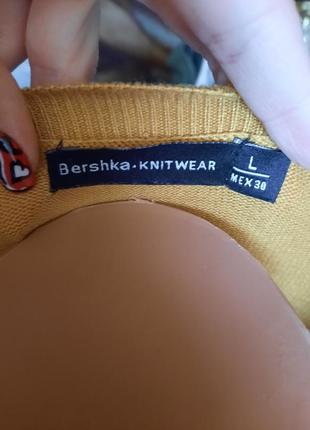 Bershka · KNITWEAR
L
MEX 30